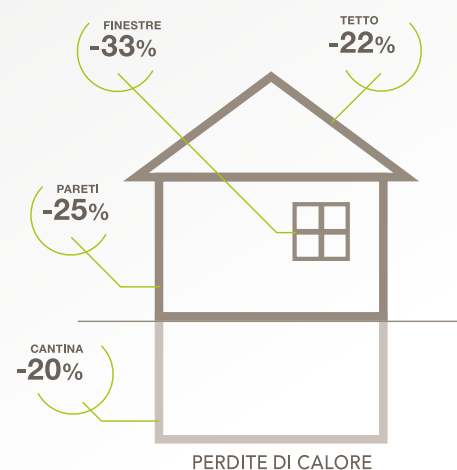 FINESTRE
-33%
TETTO
-22%
PARETI
-25%
CANTINA
-20%
PERDITE DI CALORE